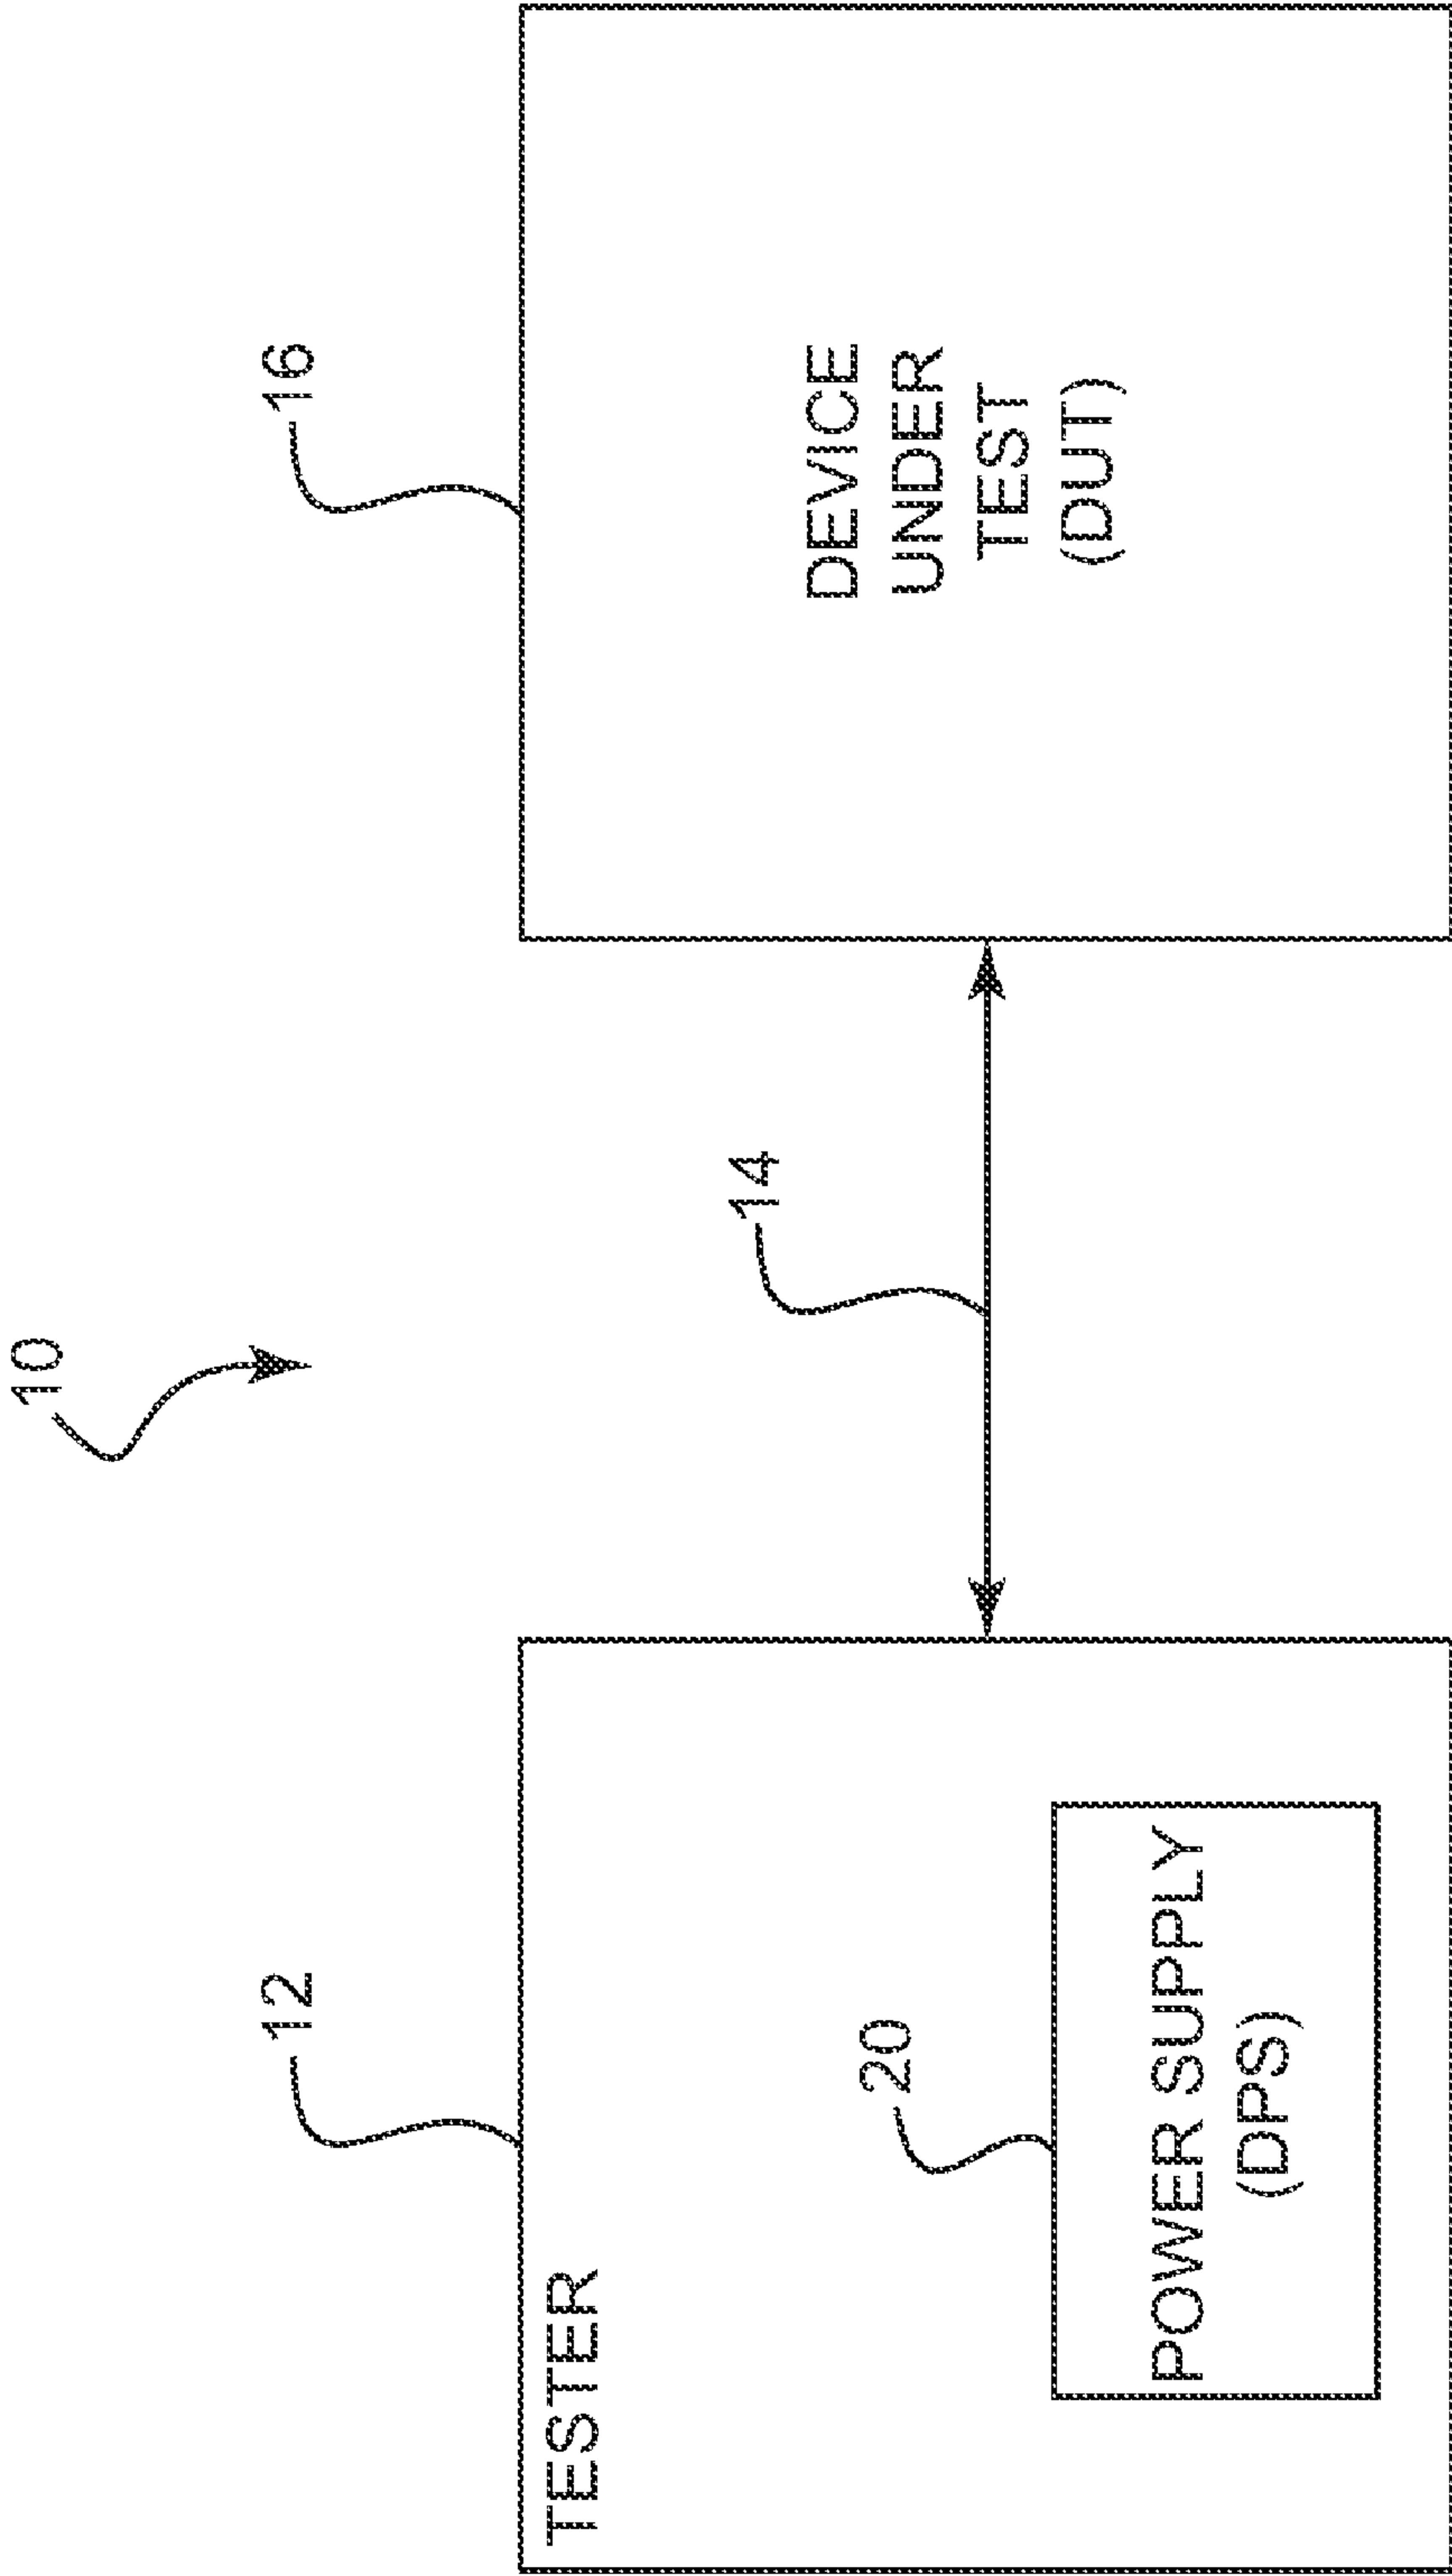 10
12
14
16
TESTER
20
POWER SUPPLY
(DPS)
DEVICE
UNDER
TEST
(DUT)